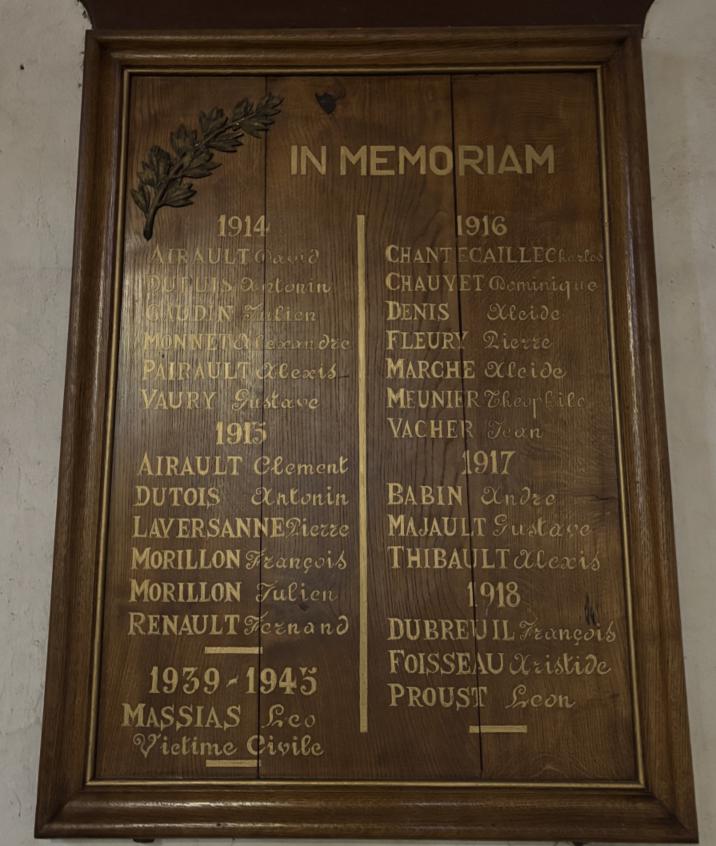 IN MEMORIAM
1914
AIRAULT David
DUPUIS Antonin
GAUDIN Julien
MONNET Alexandre
PAIRAULT Alexis
VAURY Gustave
1915
AIRAULT Clement
DUTOIS Antonin
LAVERSANNE Pierre
MORILLON François
MORILLON Julien
RENAULT Fernand
1939-1945
MASSIAS Leo
Victime Civile
1916
CHANTECAILLE Charles
CHAUVET Dominique
DENIS Alcide
FLEURY Pierre
MARCHE Alcide
MEUNIER Théophile
VACHER Jean
1917
BABIN Andre
MAJAULT Gustave
THIBAULT Alexis
1918
DUBREUIL François
FOISSEAU Aristide
PROUST Leon